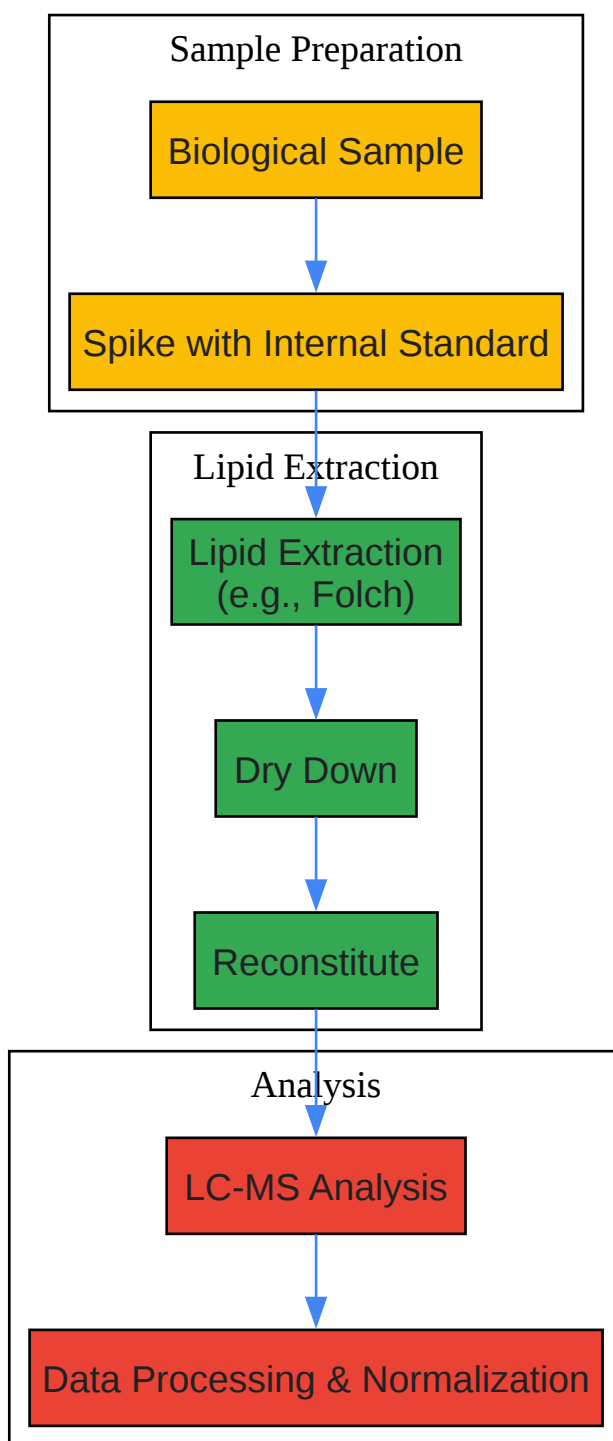 Sample Preparation
Biological Sample
Spike with Internal Standard
Lipid Extraction
Lipid Extraction
(e.g., Folch)
Dry Down
Reconstitute
Analysis
LC-MS Analysis
Data Processing & Normalization